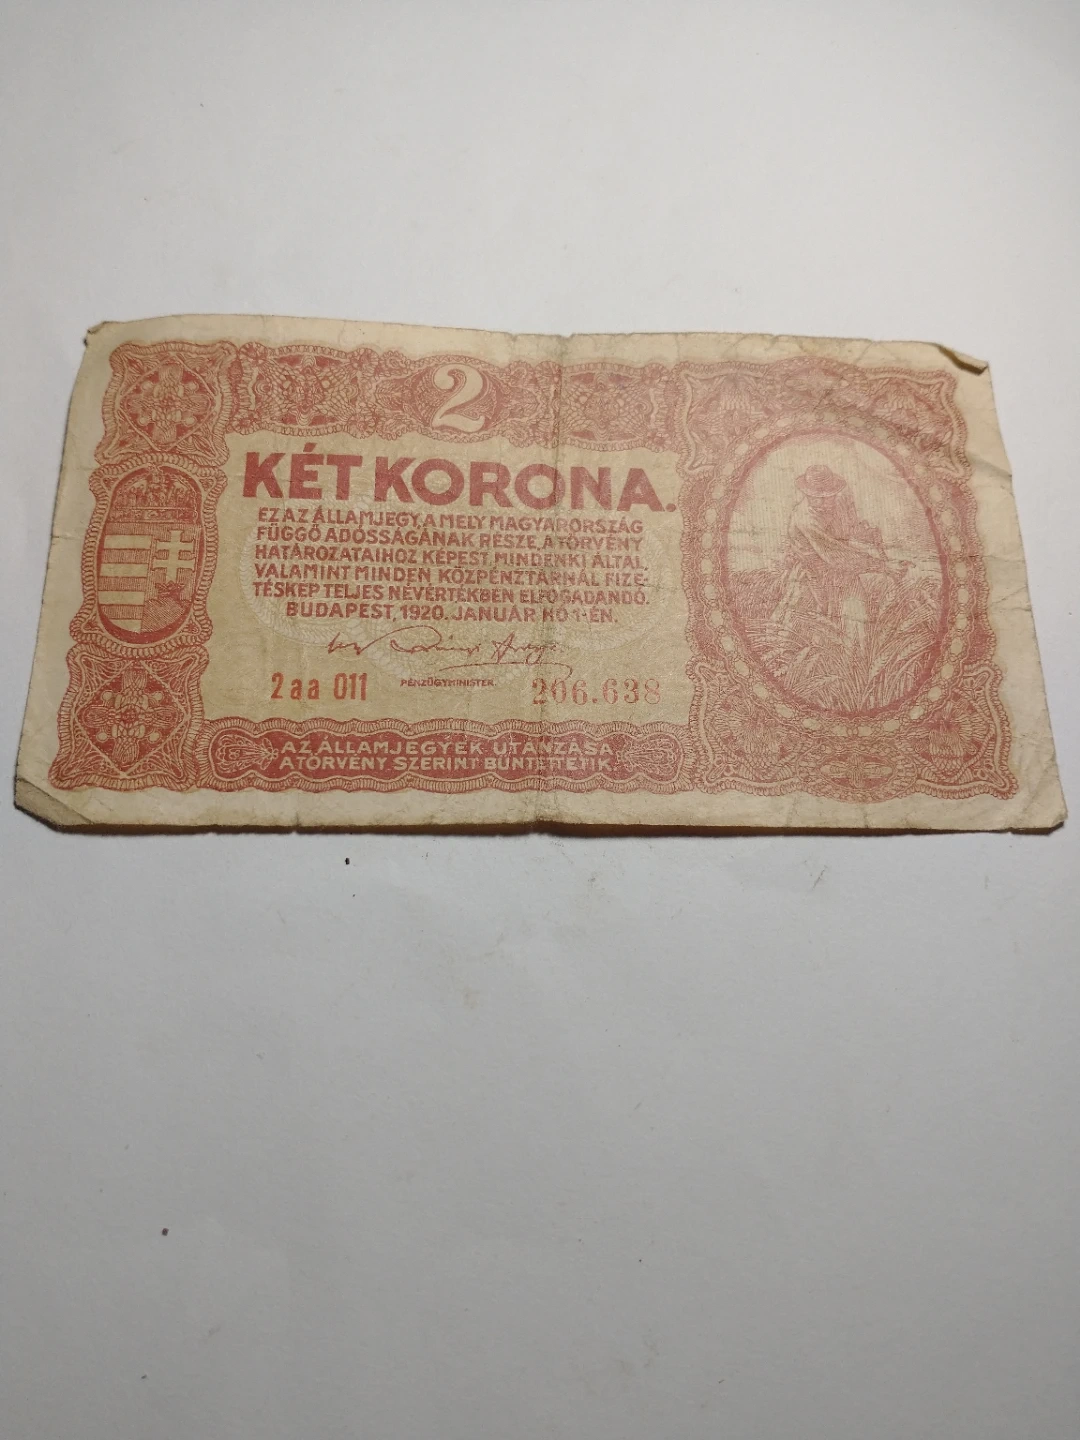 2
KÉT KORONA.
EZ AZ ÁLLAMJEGY, AMELY MAGYARORSZÁG
FÜGGŐ ADÓSSÁGÁNAK RÉSZE, A TÖRVÉNY
HATÁROZATAIHOZ KÉPEST MINDENKI ÁLTAL,
VALAMINT MINDEN KÖZPÉNZTÁRNÁL FIZE-
TÉSKÉP TELJES NÉVÉRTÉKBEN ELFOGADANDÓ.
BUDAPEST, 1920. JANUÁR HÓ 1-ÉN.
PÉNZÜGYMINISTER.
2 aa 011 206.638
AZ ÁLLAMJEGYEK UTÁNZÁSA
A TÖRVÉNY SZERINT BÜNTETTETIK.